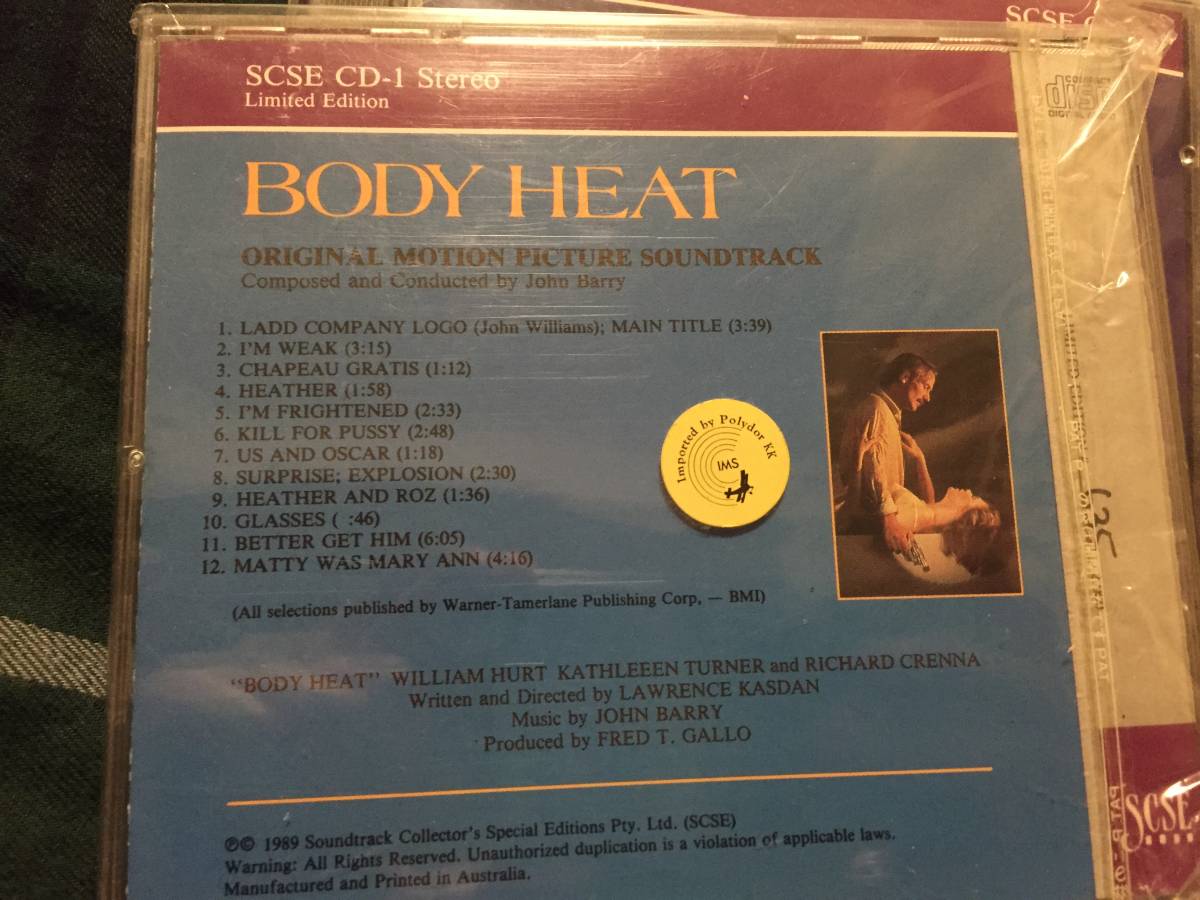 SCSE C
SCSE CD-1 Stereo
Limited Edition
COMPACT
disc
DIGITAL AUDIO
BODY HEAT
ORIGINAL MOTION PICTURE SOUNDTRACK
Composed and Conducted by John Barry
1. LADD COMPANY LOGO (John Williams); MAIN TITLE (3:39)
2. I'M WEAK (3:15)
3. CHAPEAU GRATIS (1:12)
4. HEATHER (1:58)
5. I'M FRIGHTENED (2:33)
6. KILL FOR PUSSY (2:48)
7. US AND OSCAR (1:18)
8. SURPRISE; EXPLOSION (2:30)
9. HEATHER AND ROZ (1:36)
10. GLASSES ( :46)
11. BETTER GET HIM (6:05)
12. MATTY WAS MARY ANN (4:16)
Imported by Polydor KK
IMS
(All selections published by Warner-Tamerlane Publishing Corp, — BMI)
"BODY HEAT" WILLIAM HURT KATHLEEEN TURNER and RICHARD CRENNA
Written and Directed by LAWRENCE KASDAN
Music by JOHN BARRY
Produced by FRED T. GALLO
℗© 1989 Soundtrack Collector's Special Editions Pty. Ltd. (SCSE)
Warning: All Rights Reserved. Unauthorized duplication is a violation of applicable laws.
Manufactured and Printed in Australia.
SCSE